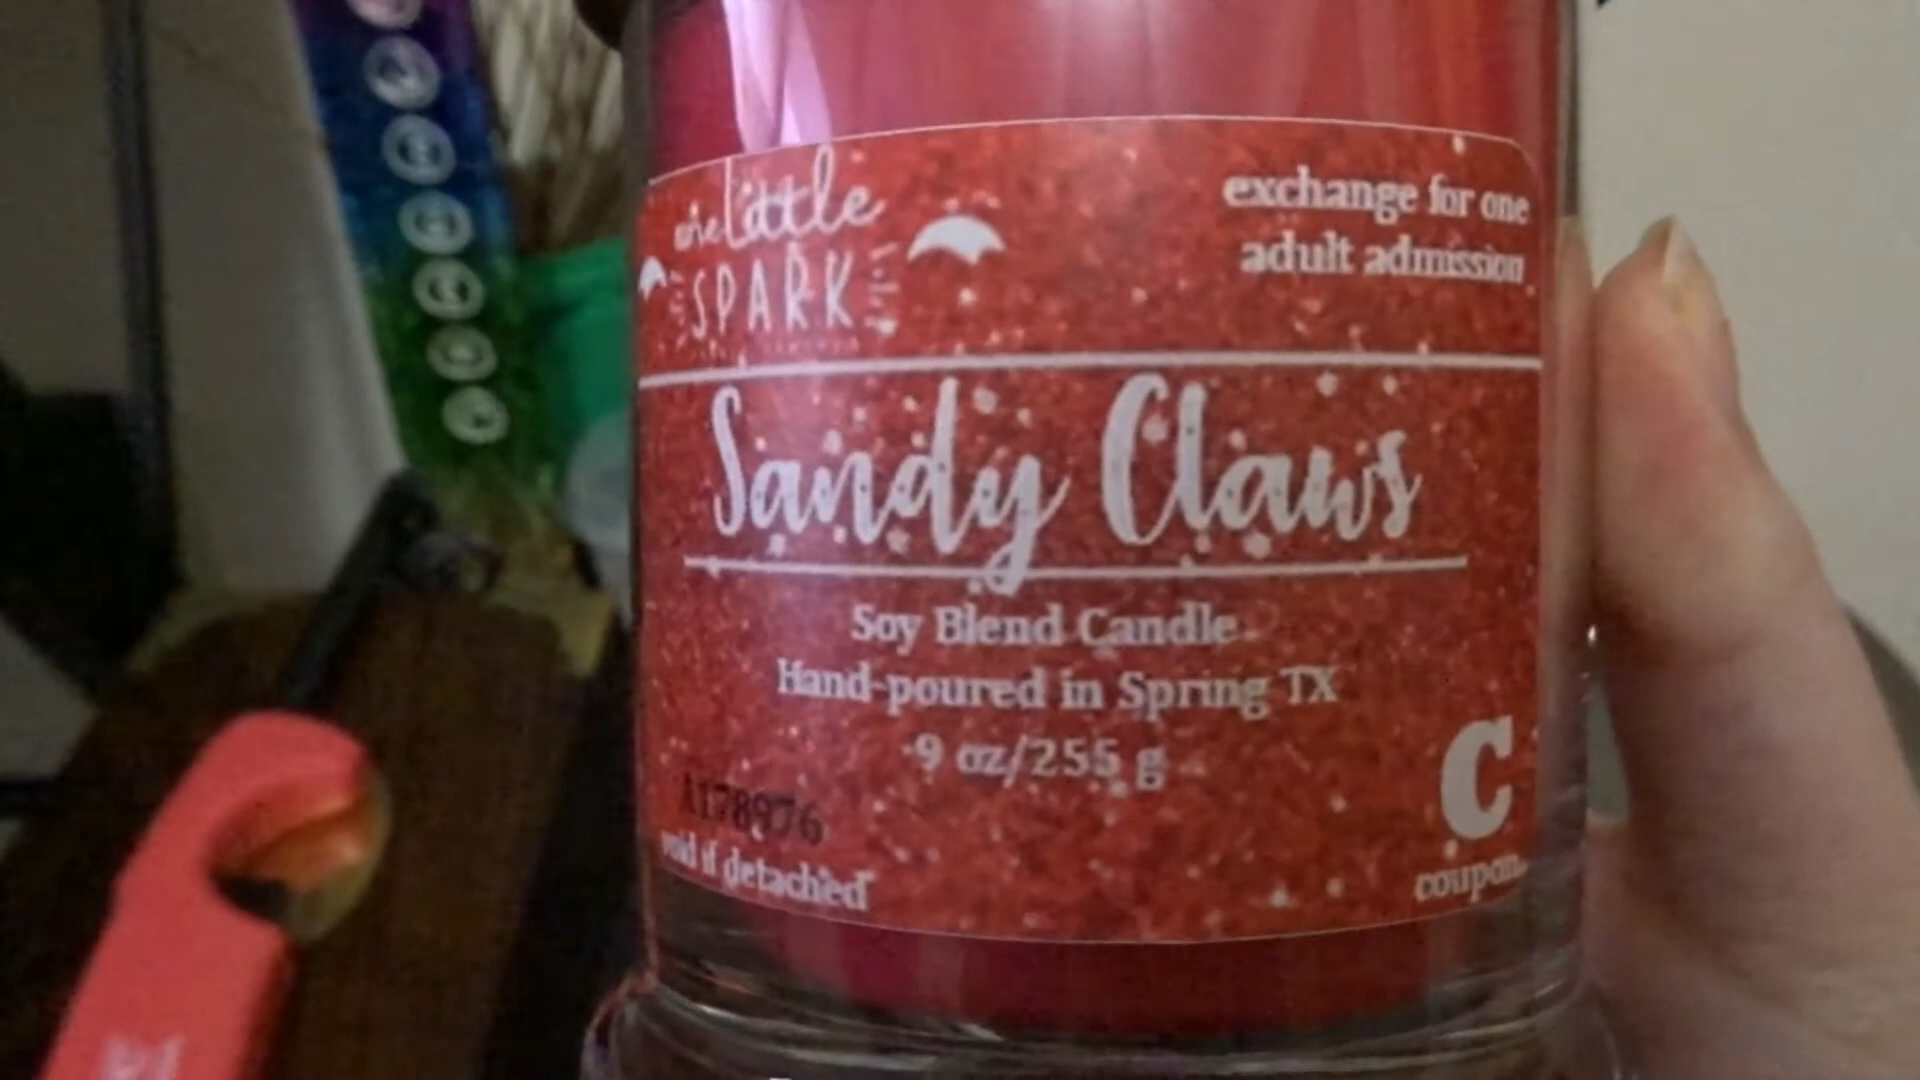 one little
SPARK
exchange for one
adult admission
Sandy Claws
Soy Blend Candle
Hand-poured in Spring TX
9 oz/255 g
A178976
void if detached
C
coupon